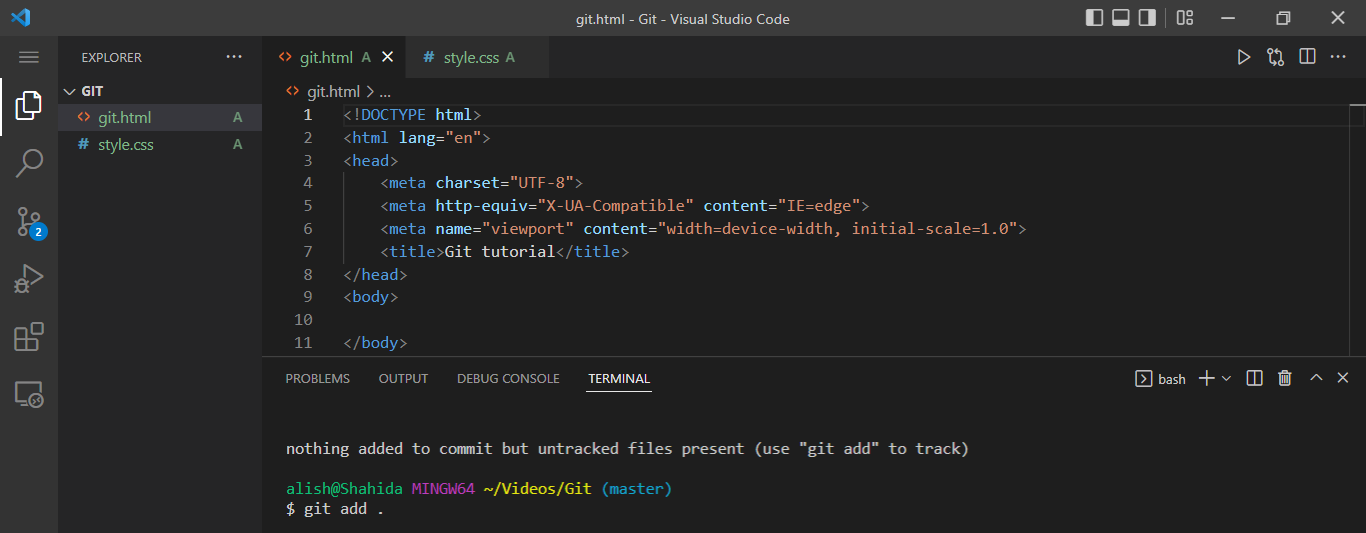 git.html - Git - Visual Studio Code
EXPLORER
GIT
git.html A
style.css A
2
git.html A
style.css A
git.html > ...
1 <!DOCTYPE html>
2 <html lang="en">
3 <head>
4 <meta charset="UTF-8">
5 <meta http-equiv="X-UA-Compatible" content="IE=edge">
6 <meta name="viewport" content="width=device-width, initial-scale=1.0">
7 <title>Git tutorial</title>
8 </head>
9 <body>
10
11 </body>
PROBLEMS OUTPUT DEBUG CONSOLE TERMINAL bash
nothing added to commit but untracked files present (use "git add" to track)
alish@Shahida MINGW64 ~/Videos/Git (master)
$ git add .